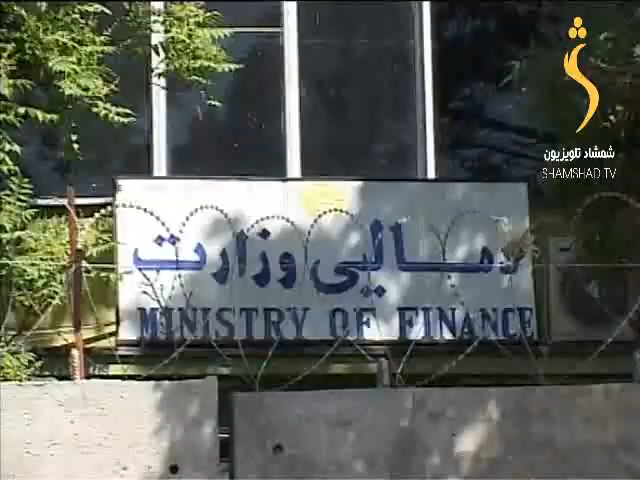 شمشاد تلویزیون
SHAMSHAD TV
د مالیې وزارت
MINISTRY OF FINANCE